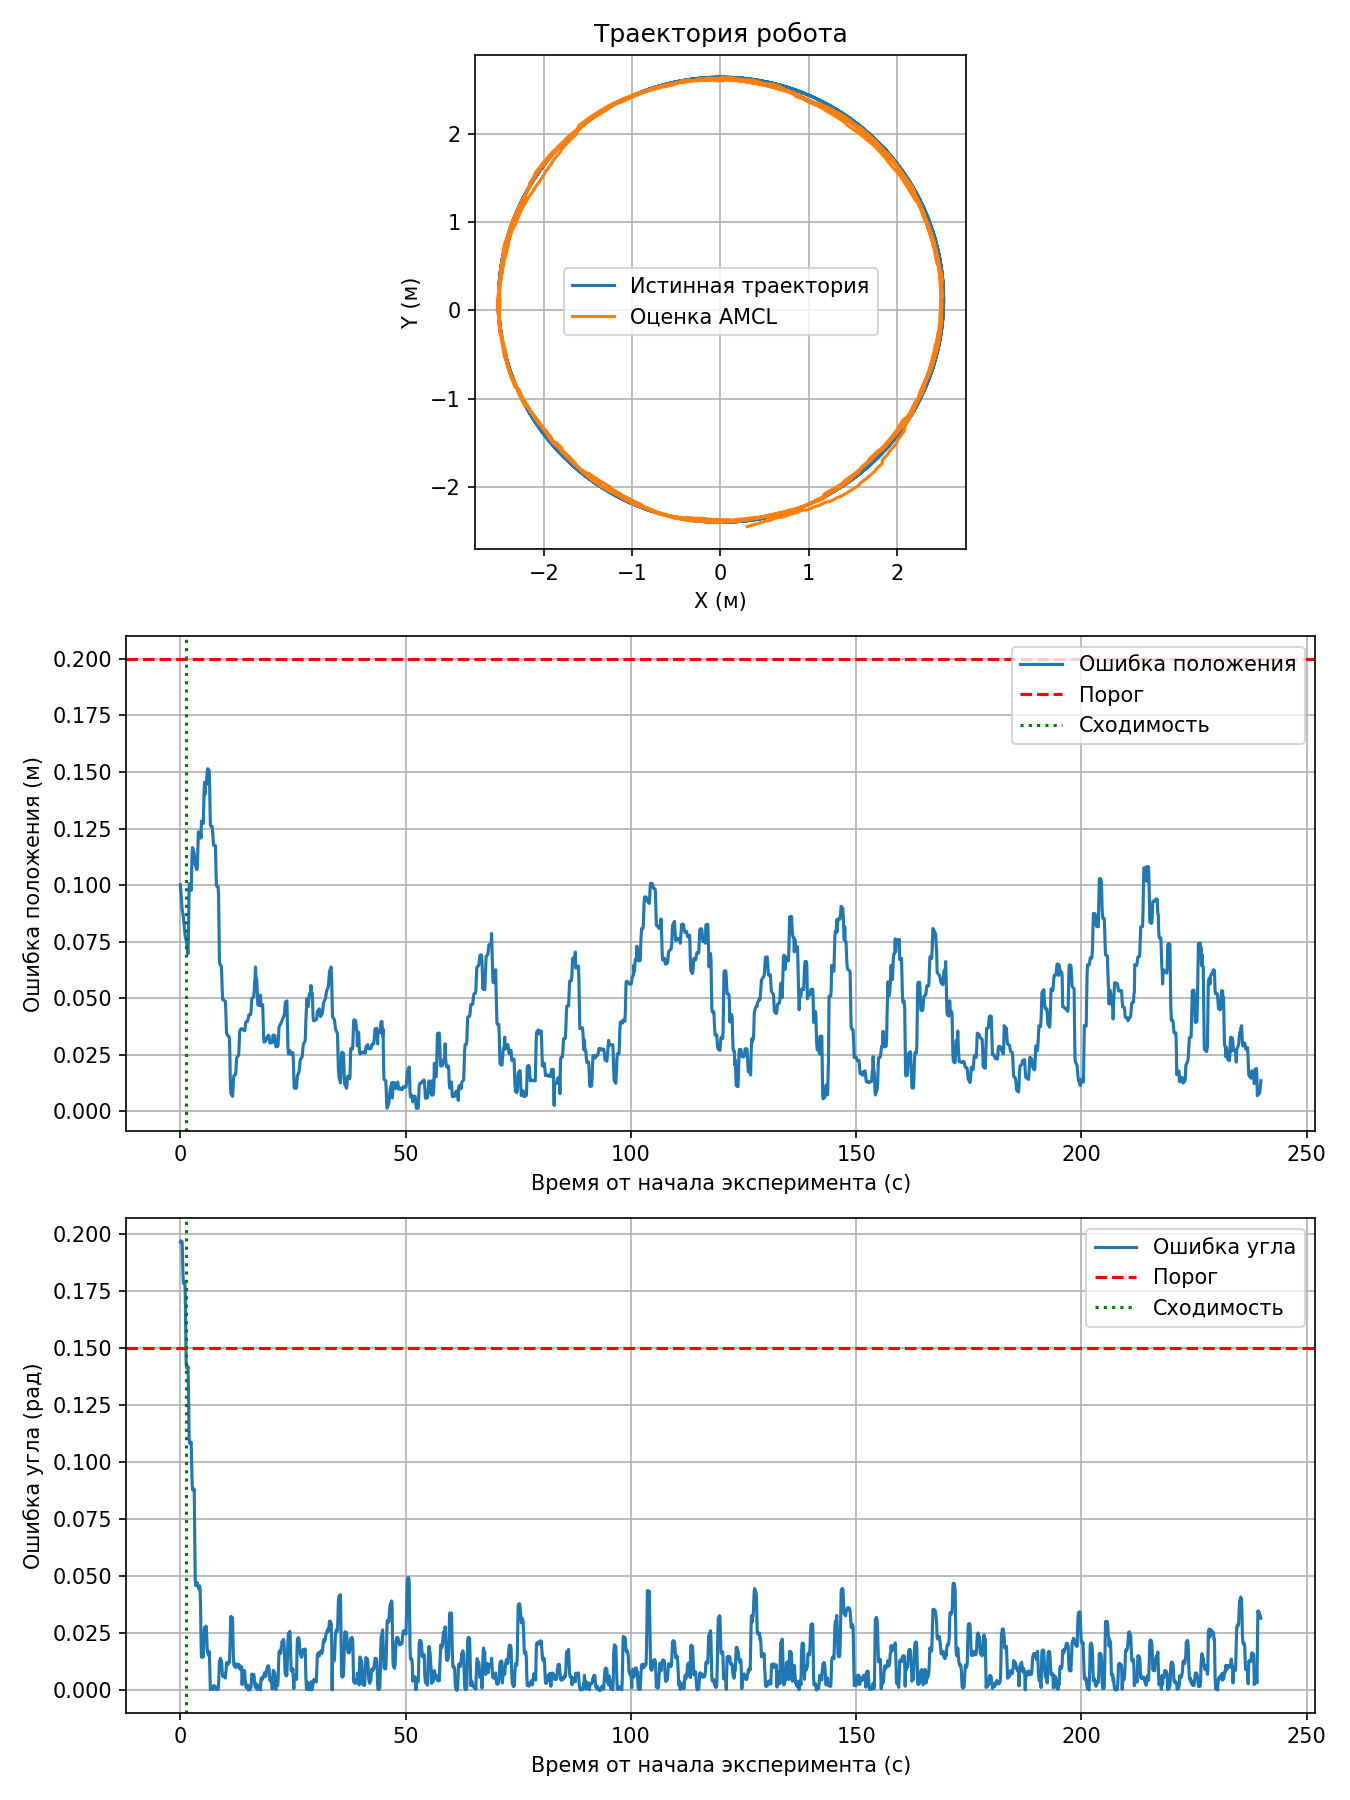 Траектория робота
Y (м)
2
1
0
−1
−2
Истинная траектория
Оценка AMCL
−2 −1 0 1 2
X (м)
Ошибка положения (м)
0.200
0.175
0.150
0.125
0.100
0.075
0.050
0.025
0.000
Ошибка положения
Порог
Сходимость
0 50 100 150 200 250
Время от начала эксперимента (с)
Ошибка угла (рад)
0.200
0.175
0.150
0.125
0.100
0.075
0.050
0.025
0.000
Ошибка угла
Порог
Сходимость
0 50 100 150 200 250
Время от начала эксперимента (с)